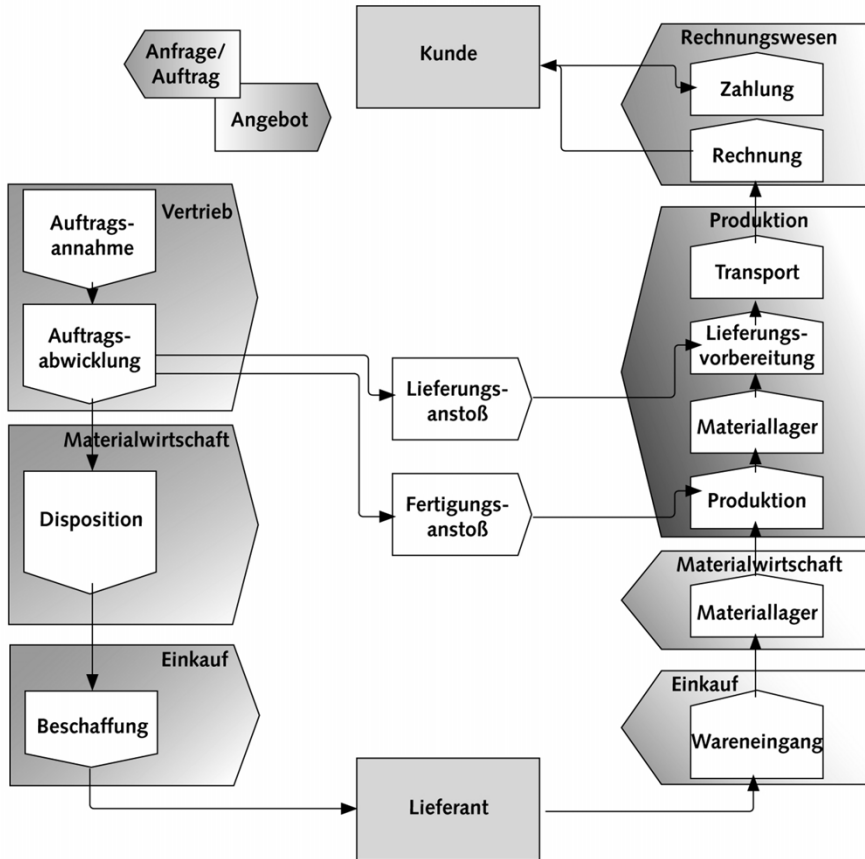 Anfrage/
Auftrag
Angebot
Kunde
Rechnungswesen
Zahlung
Rechnung
Vertrieb
Auftrags-
annahme
Auftrags-
abwicklung
Materialwirtschaft
Disposition
Einkauf
Beschaffung
Lieferungs-
anstoß
Fertigungs-
anstoß
Lieferant
Produktion
Transport
Lieferungs-
vorbereitung
Materiallager
Produktion
Materialwirtschaft
Materiallager
Einkauf
Wareneingang